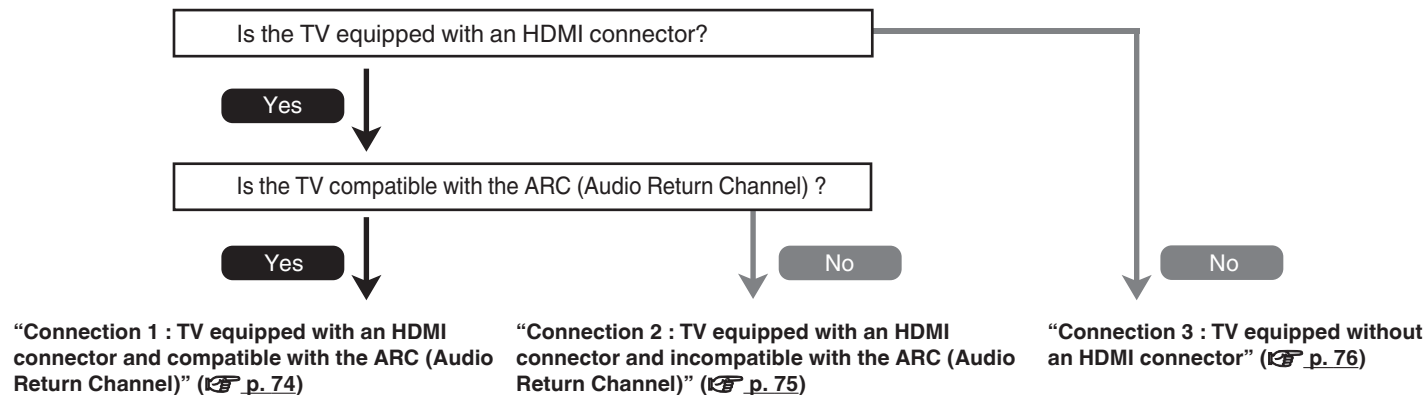 Is the TV equipped with an HDMI connector?
Yes
Is the TV compatible with the ARC (Audio Return Channel) ?
Yes
No
No
“Connection 1 : TV equipped with an HDMI
connector and compatible with the ARC (Audio
Return Channel)” (☞ p. 74)
“Connection 2 : TV equipped with an HDMI
connector and incompatible with the ARC (Audio
Return Channel)” (☞ p. 75)
“Connection 3 : TV equipped without
an HDMI connector” (☞ p. 76)